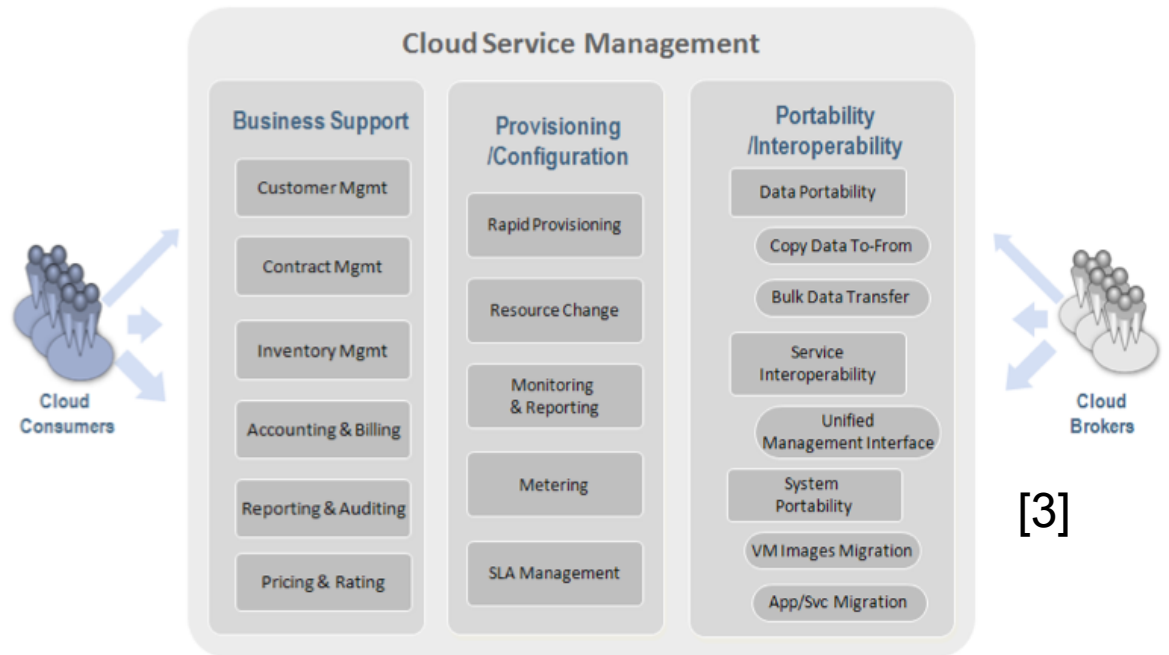 Cloud Service Management
Business Support
Customer Mgmt
Contract Mgmt
Inventory Mgmt
Accounting & Billing
Reporting & Auditing
Pricing & Rating
Provisioning
/Configuration
Rapid Provisioning
Resource Change
Monitoring
& Reporting
Metering
SLA Management
Portability
/Interoperability
Data Portability
Copy Data To-From
Bulk Data Transfer
Service
Interoperability
Unified
Management Interface
System
Portability
VM Images Migration
App/Svc Migration
Cloud
Consumers
Cloud
Brokers
[3]